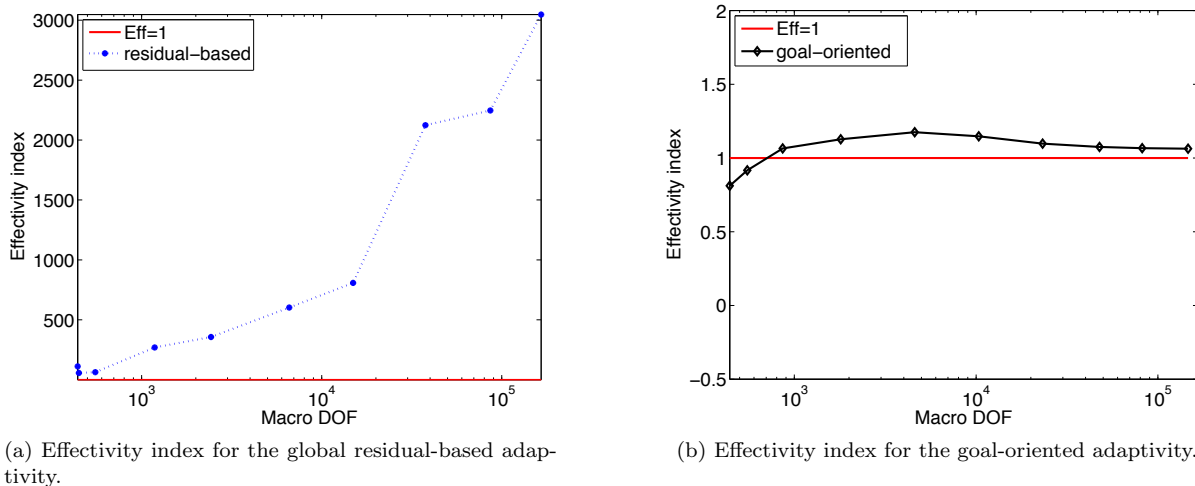 3000
2500
2000
1500
1000
500
Effectivity index
Eff=1
residual-based
10^3
10^4
10^5
Macro DOF
(a) Effectivity index for the global residual-based adap-
tivity.
2
1.5
1
0.5
0
−0.5
Effectivity index
Eff=1
goal-oriented
10^3
10^4
10^5
Macro DOF
(b) Effectivity index for the goal-oriented adaptivity.